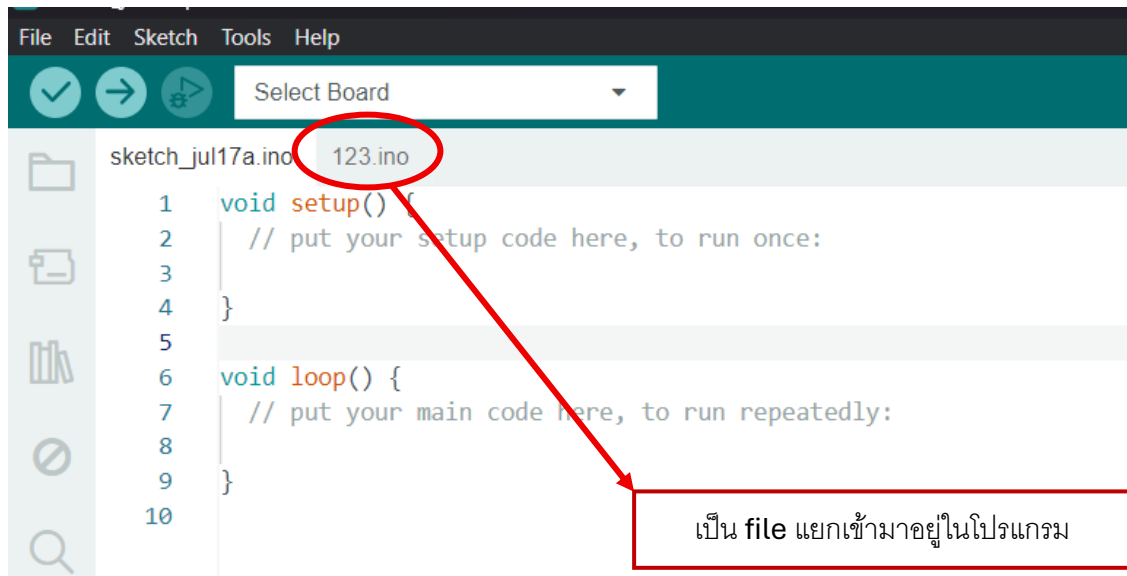 File Edit Sketch Tools Help
Select Board
sketch_jul17a.ino 123.ino
1 void setup() {
2 // put your setup code here, to run once:
3
4 }
5
6 void loop() {
7 // put your main code here, to run repeatedly:
8
9 }
10
เป็น file แยกเข้ามาอยู่ในโปรแกรม